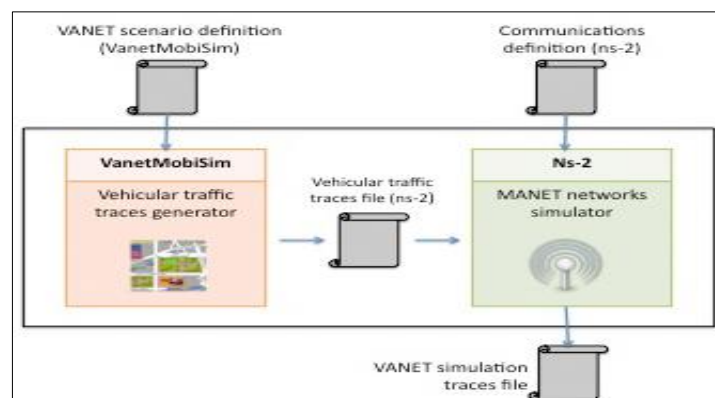 VANET scenario definition
(VanetMobiSim)
Communications
definition (ns-2)
VanetMobiSim
Vehicular traffic
traces generator
Vehicular traffic
traces file (ns-2)
Ns-2
MANET networks
simulator
VANET simulation
traces file